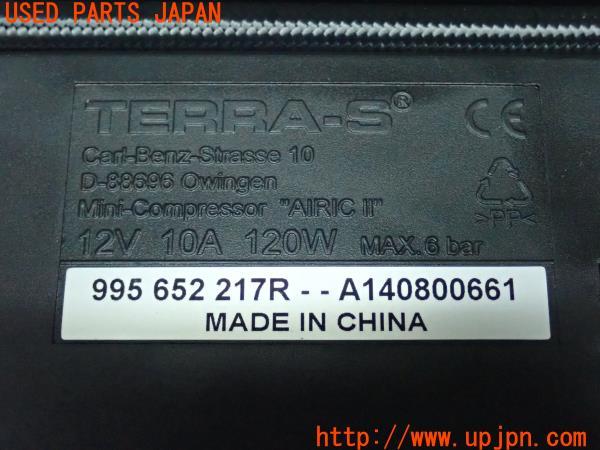 USED PARTS JAPAN
TERRA-S®
CE
Carl-Benz-Strasse 10
D-88696 Owingen
Mini-Compressor "AIRIC II"
>PP<
12V 10A 120W MAX. 6 bar
995 652 217R - - A140800661
MADE IN CHINA
www.upjpn.com